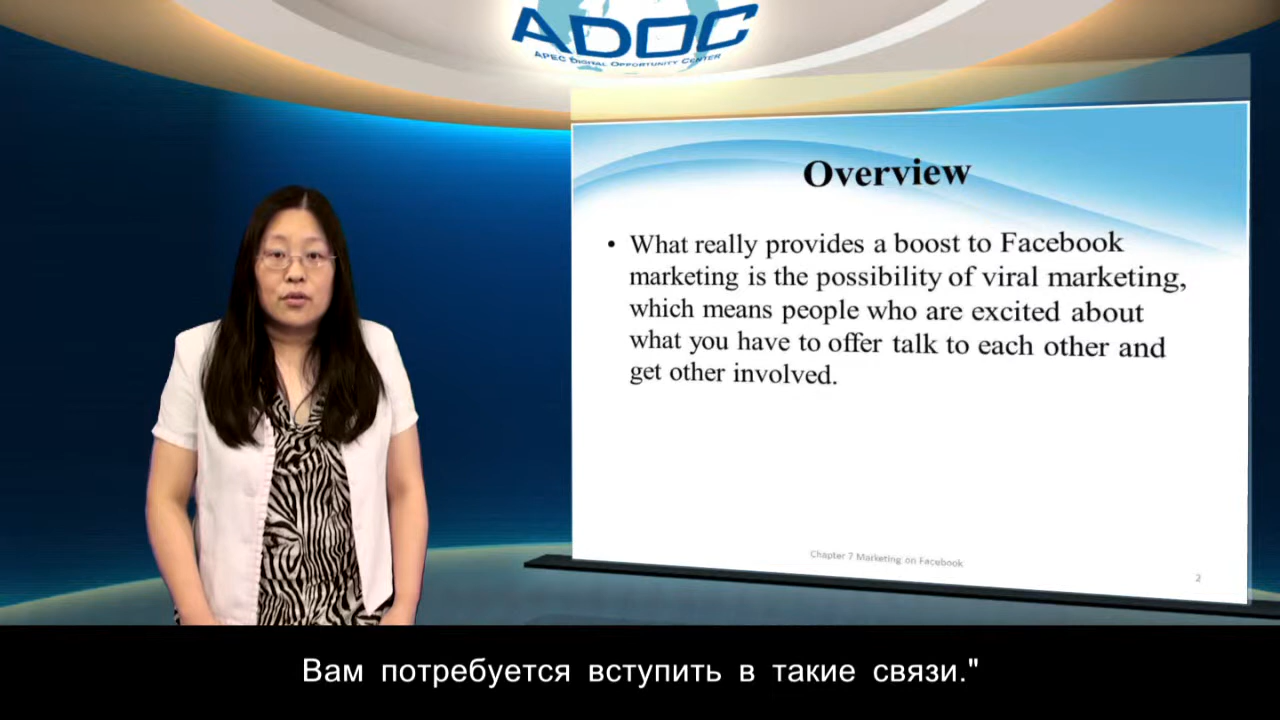 ADOC
APEC DIGITAL OPPORTUNITY CENTER
Overview
• What really provides a boost to Facebook
marketing is the possibility of viral marketing,
which means people who are excited about
what you have to offer talk to each other and
get other involved.
Chapter 7 Marketing on Facebook
2
Вам потребуется вступить в такие связи."